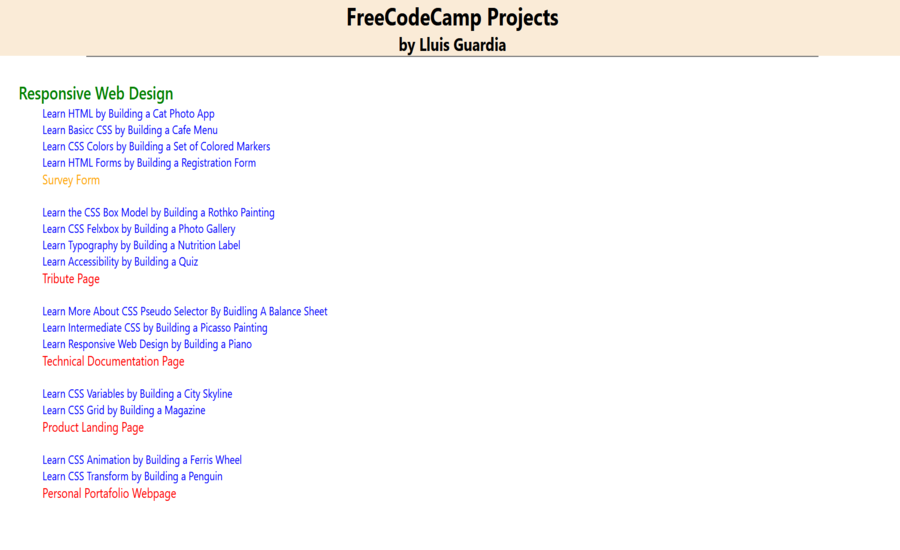 FreeCodeCamp Projects
by Lluis Guardia
Responsive Web Design
Learn HTML by Building a Cat Photo App
Learn Basicc CSS by Building a Cafe Menu
Learn CSS Colors by Building a Set of Colored Markers
Learn HTML Forms by Building a Registration Form
Survey Form
Learn the CSS Box Model by Building a Rothko Painting
Learn CSS Felxbox by Building a Photo Gallery
Learn Typography by Building a Nutrition Label
Learn Accessibility by Building a Quiz
Tribute Page
Learn More About CSS Pseudo Selector By Buidling A Balance Sheet
Learn Intermediate CSS by Building a Picasso Painting
Learn Responsive Web Design by Building a Piano
Technical Documentation Page
Learn CSS Variables by Building a City Skyline
Learn CSS Grid by Building a Magazine
Product Landing Page
Learn CSS Animation by Building a Ferris Wheel
Learn CSS Transform by Building a Penguin
Personal Portafolio Webpage